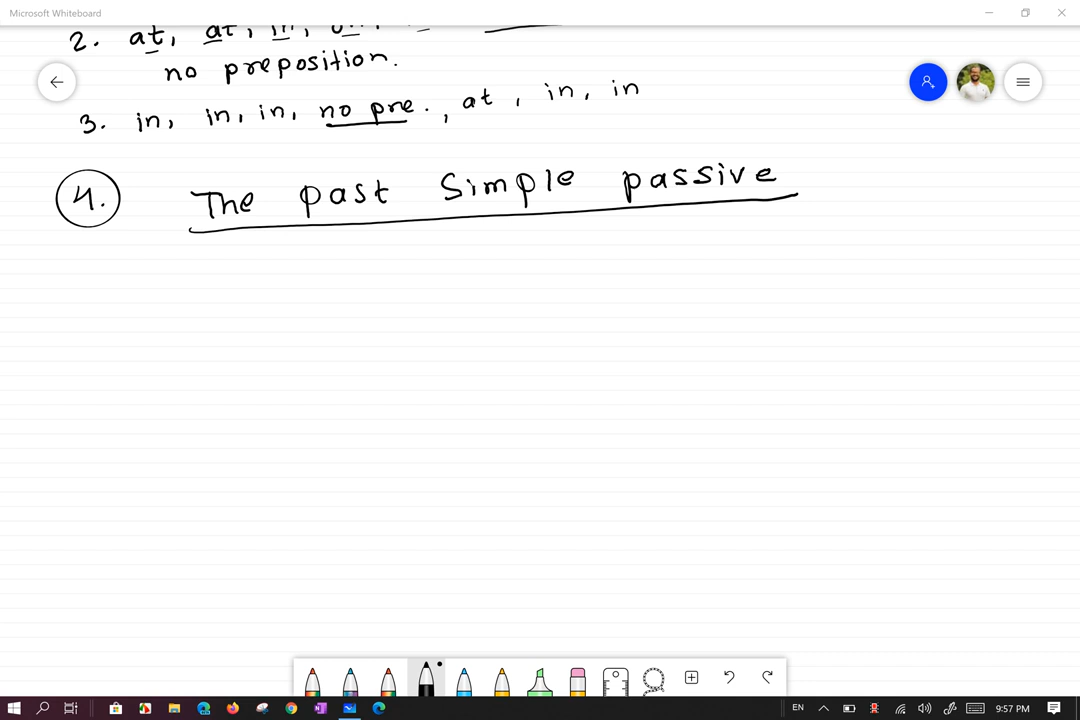 Microsoft Whiteboard
2. at, at, in,
no preposition.
3. in, in, in, no pre., at, in, in
4. The past Simple passive
EN
9:57 PM